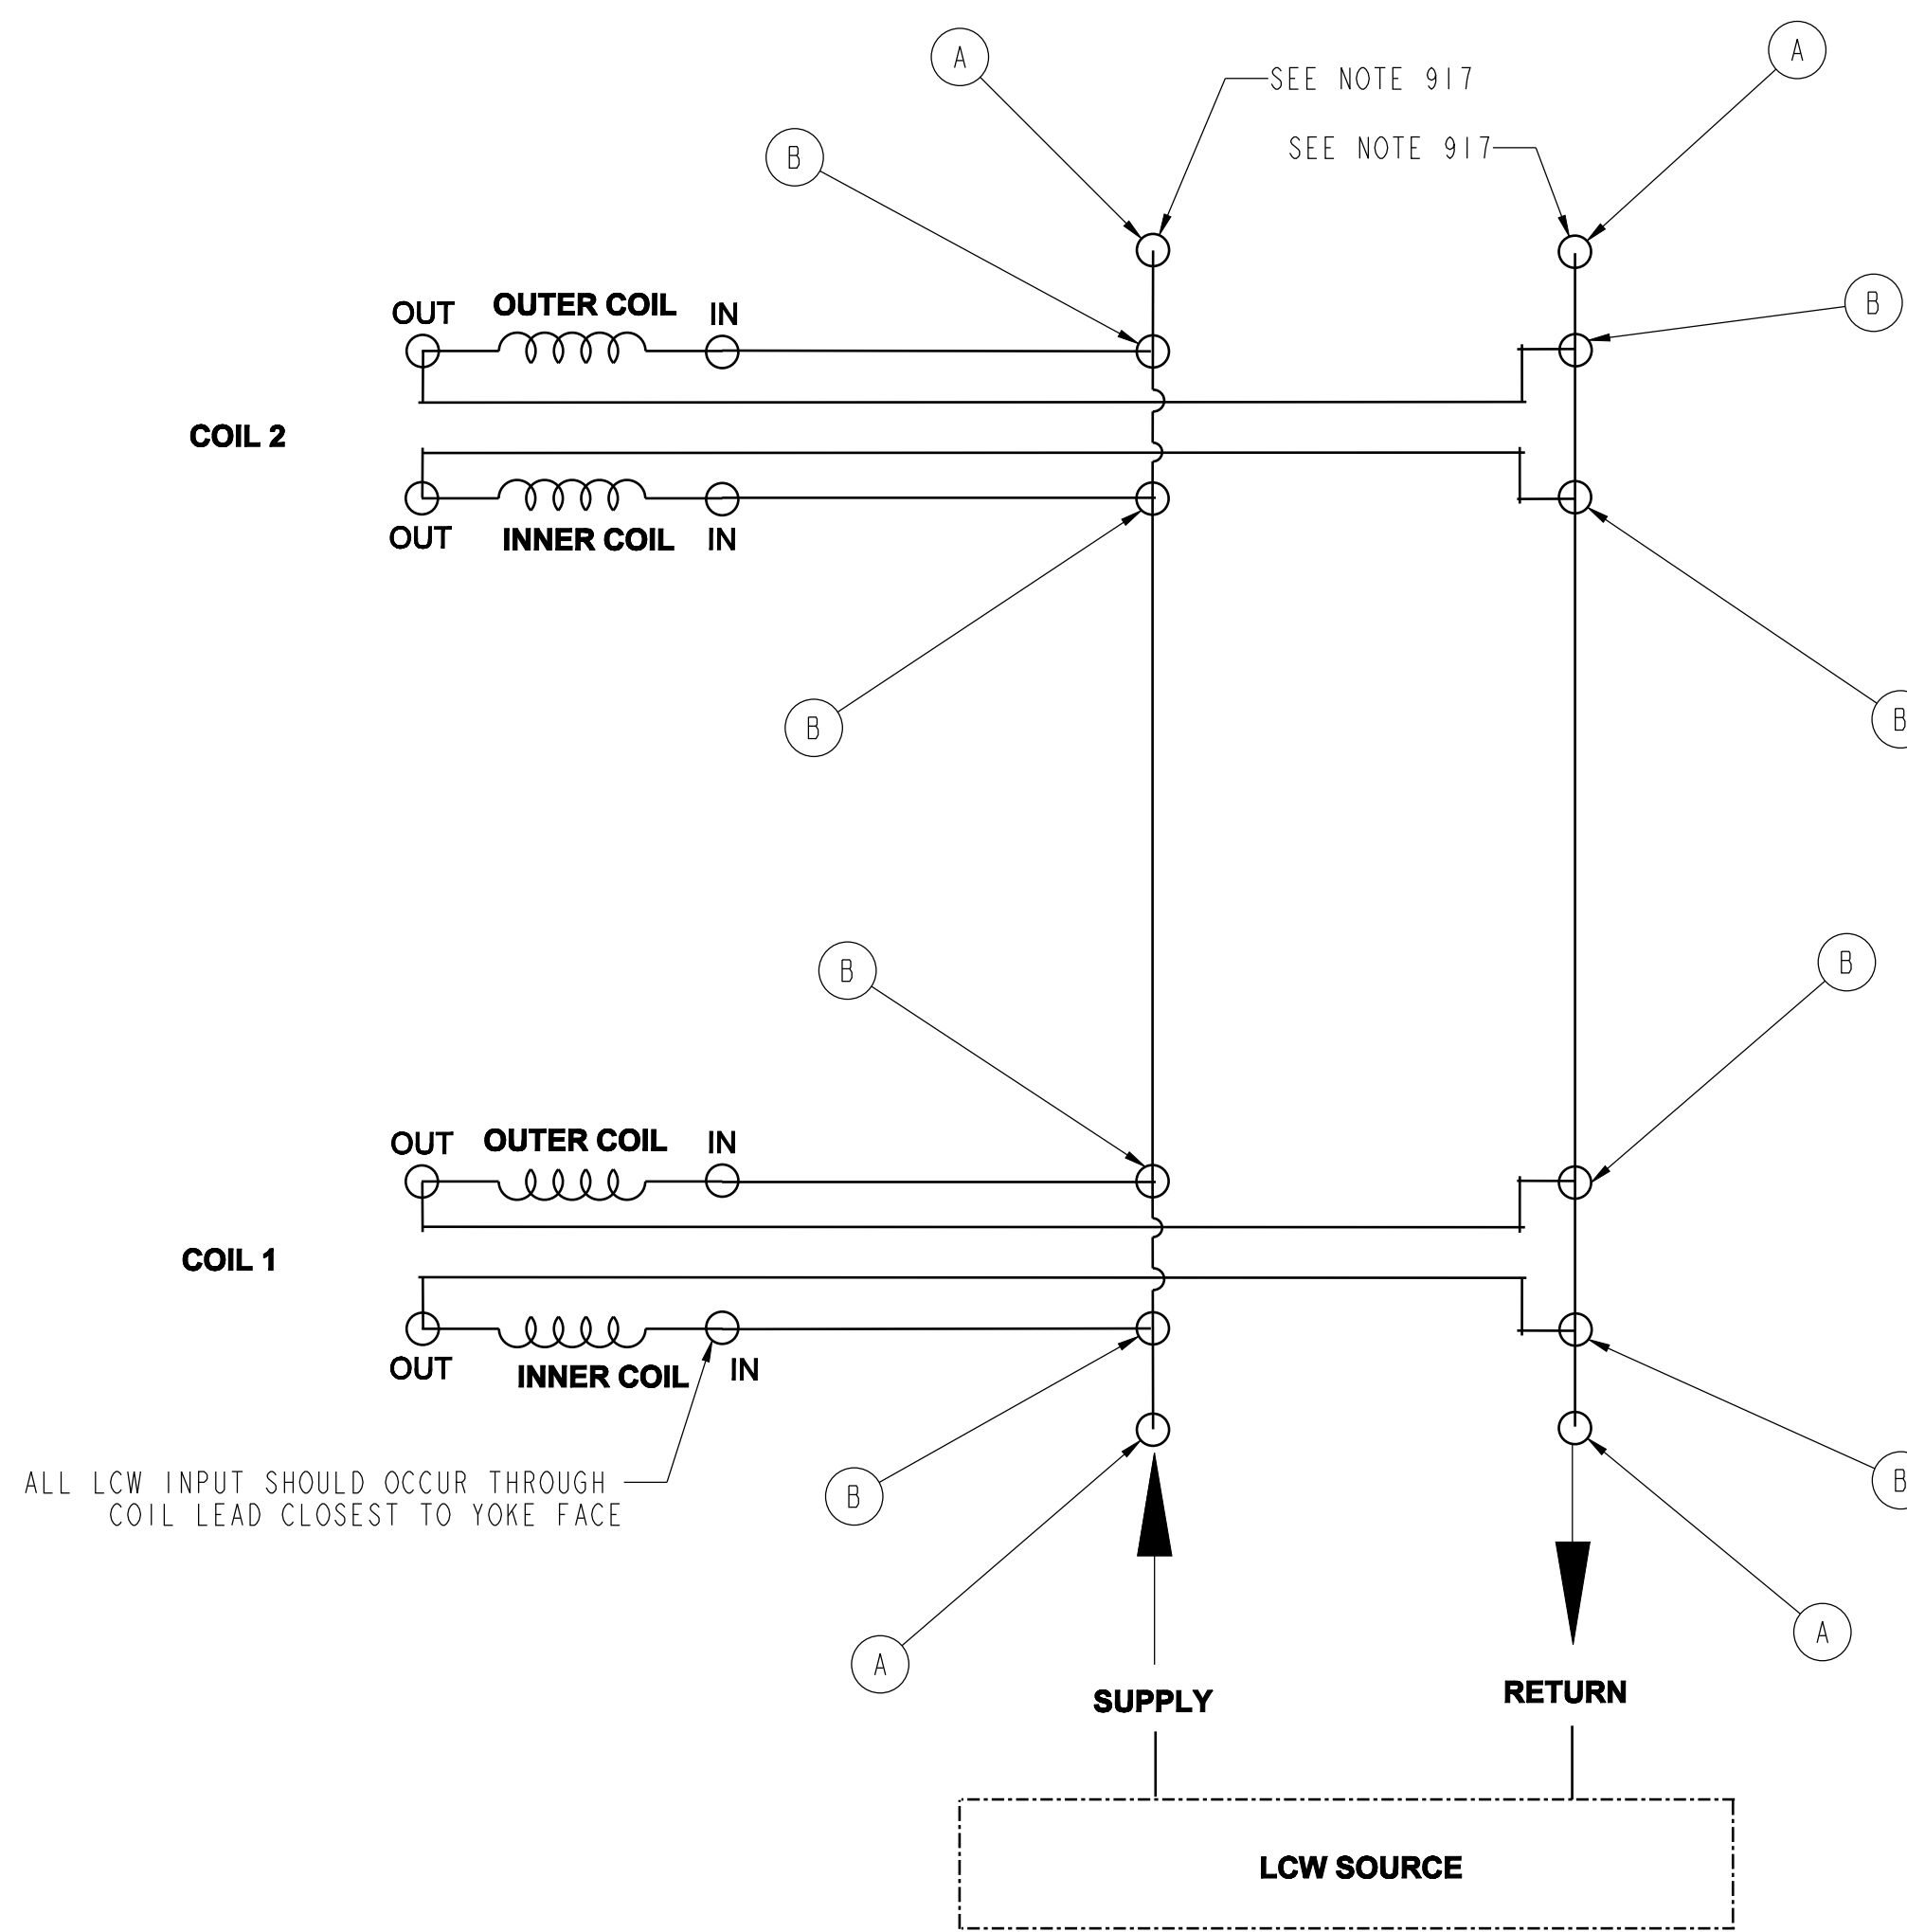 A
A
SEE NOTE 917
SEE NOTE 917
B
B
OUT OUTER COIL IN
COIL 2
OUT INNER COIL IN
B
B
B
B
OUT OUTER COIL IN
COIL 1
OUT INNER COIL IN
ALL LCW INPUT SHOULD OCCUR THROUGH
COIL LEAD CLOSEST TO YOKE FACE
B
B
A
A
SUPPLY
RETURN
LCW SOURCE